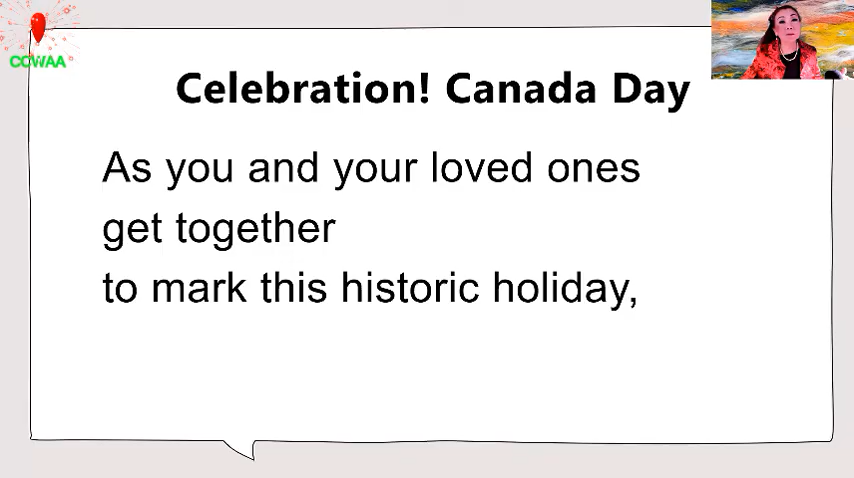 CCWAA
Celebration! Canada Day
As you and your loved ones
get together
to mark this historic holiday,